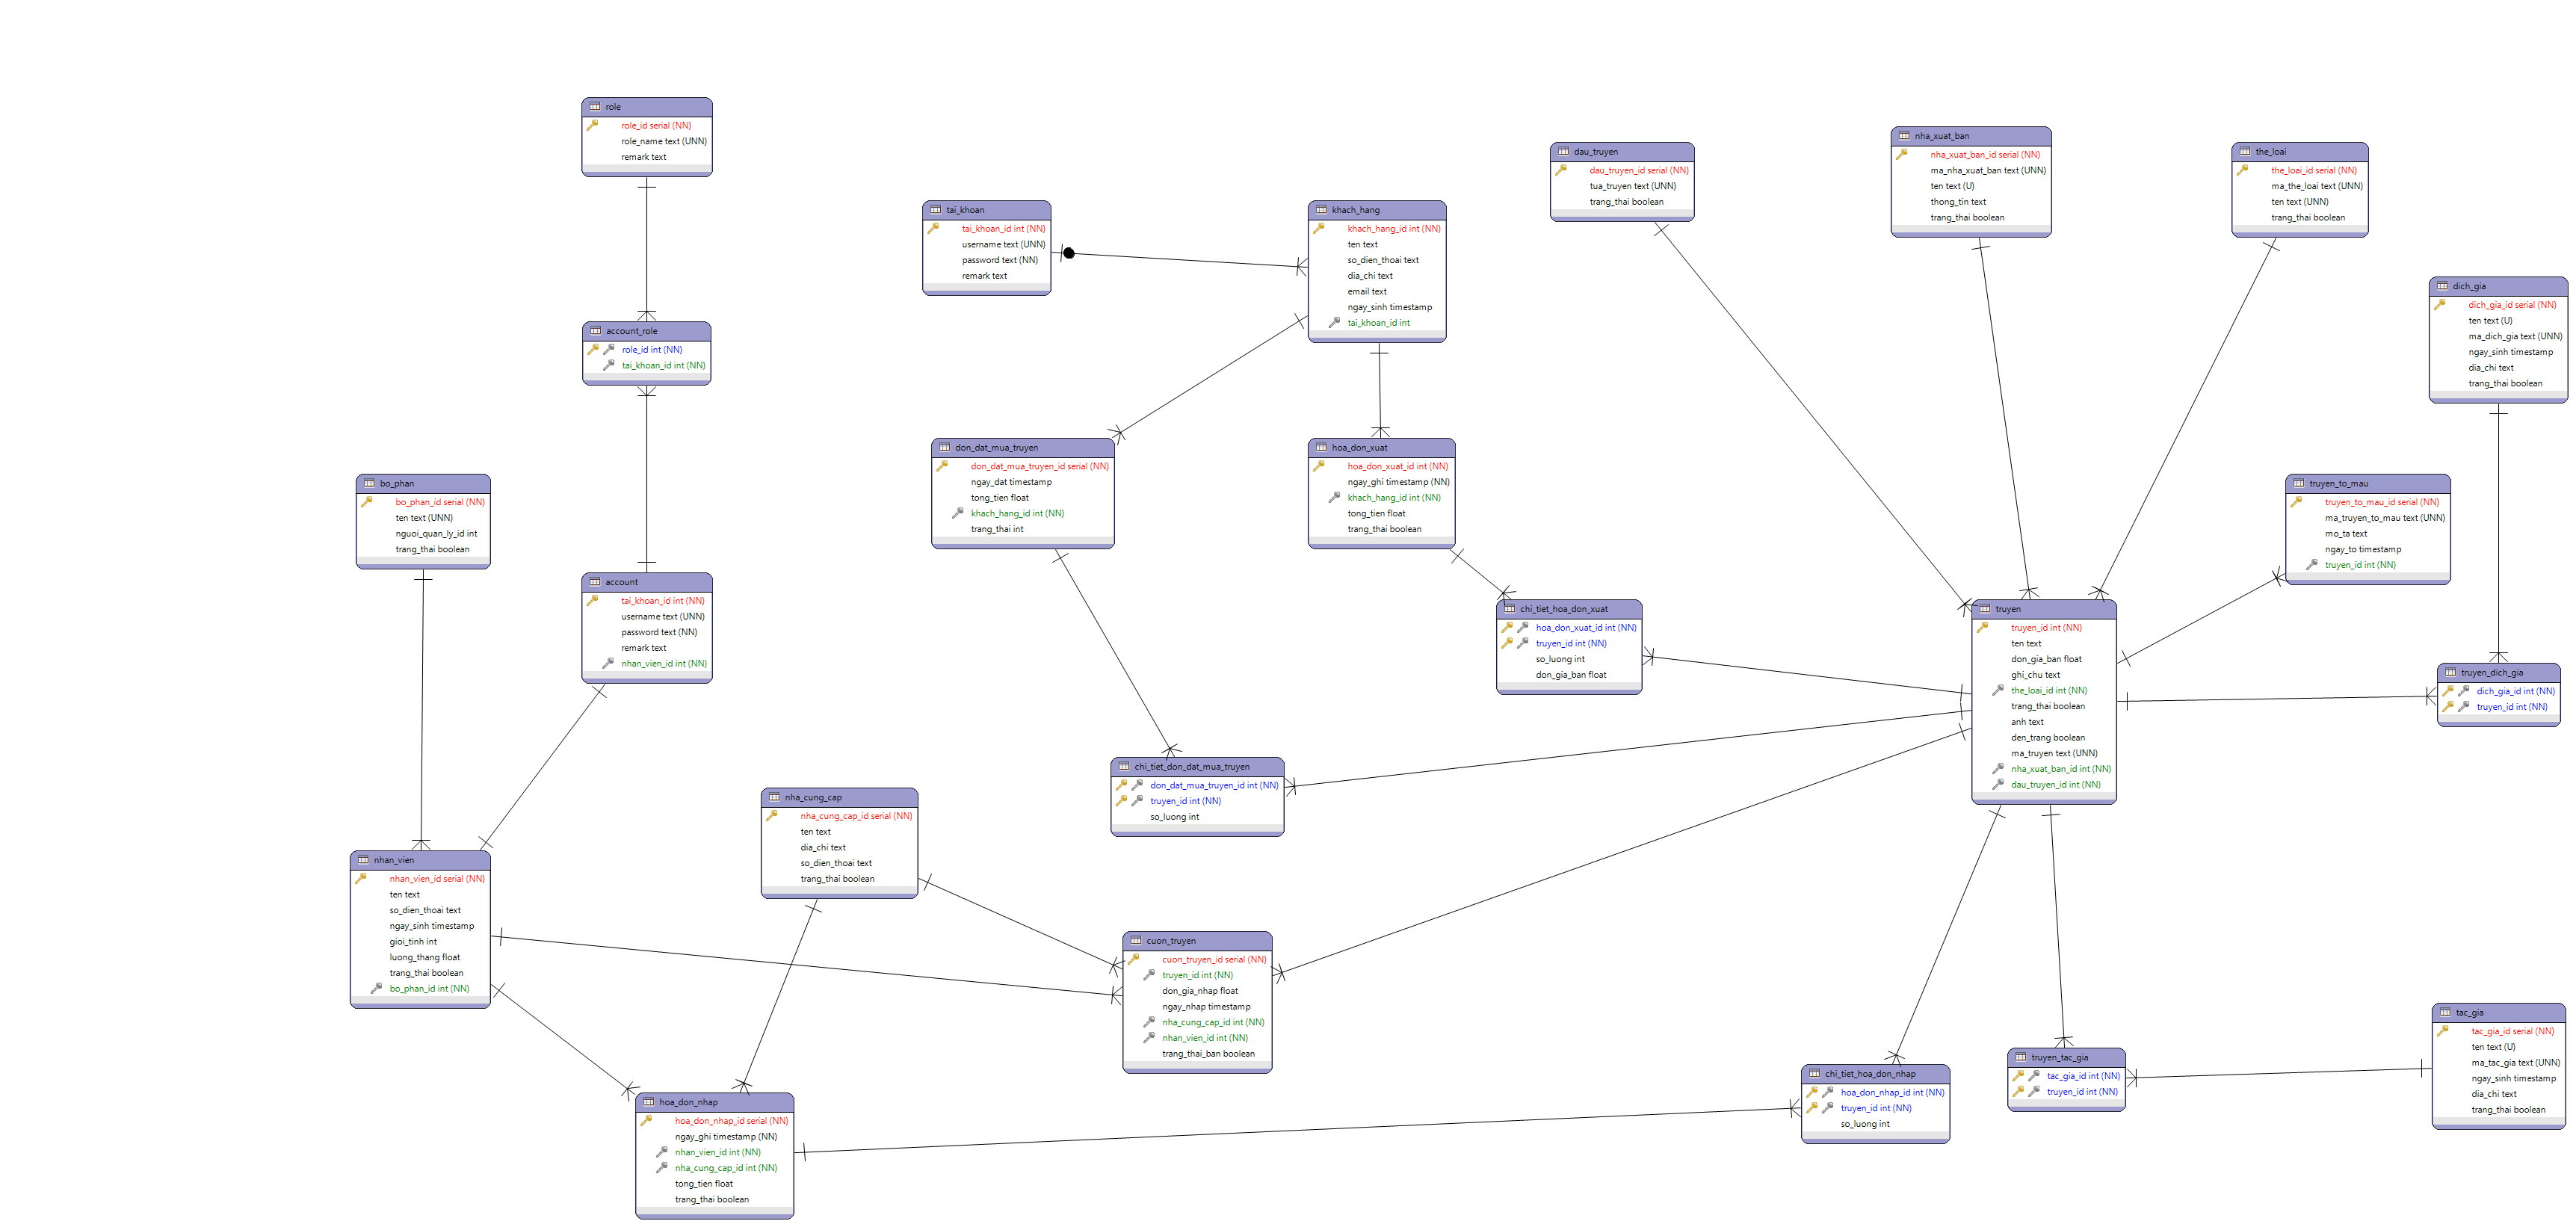 role
role_id serial (NN)
role_name text (UNN)
remark text
account_role
role_id int (NN)
tai_khoan_id int (NN)
bo_phan
bo_phan_id serial (NN)
ten text (UNN)
nguoi_quan_ly_id int
trang_thai boolean
account
tai_khoan_id int (NN)
username text (UNN)
password text (NN)
remark text
nhan_vien_id int (NN)
nhan_vien
nhan_vien_id serial (NN)
ten text
so_dien_thoai text
ngay_sinh timestamp
gioi_tinh int
luong_thang float
trang_thai boolean
bo_phan_id int (NN)
tai_khoan
tai_khoan_id int (NN)
username text (UNN)
password text (NN)
remark text
khach_hang
khach_hang_id int (NN)
ten text
so_dien_thoai text
dia_chi text
email text
ngay_sinh timestamp
tai_khoan_id int
don_dat_mua_truyen
don_dat_mua_truyen_id serial (NN)
ngay_dat timestamp
tong_tien float
khach_hang_id int (NN)
trang_thai int
hoa_don_xuat
hoa_don_xuat_id int (NN)
ngay_ghi timestamp (NN)
khach_hang_id int (NN)
tong_tien float
trang_thai boolean
chi_tiet_hoa_don_xuat
hoa_don_xuat_id int (NN)
truyen_id int (NN)
so_luong int
don_gia_ban float
chi_tiet_don_dat_mua_truyen
don_dat_mua_truyen_id int (NN)
truyen_id int (NN)
so_luong int
nha_cung_cap
nha_cung_cap_id serial (NN)
ten text
dia_chi text
so_dien_thoai text
trang_thai boolean
cuon_truyen
cuon_truyen_id serial (NN)
truyen_id int (NN)
don_gia_nhap float
ngay_nhap timestamp
nha_cung_cap_id int (NN)
nhan_vien_id int (NN)
trang_thai_ban boolean
hoa_don_nhap
hoa_don_nhap_id serial (NN)
ngay_ghi timestamp (NN)
nhan_vien_id int (NN)
nha_cung_cap_id int (NN)
tong_tien float
trang_thai boolean
dau_truyen
dau_truyen_id serial (NN)
tua_truyen text (UNN)
trang_thai boolean
nha_xuat_ban
nha_xuat_ban_id serial (NN)
ma_nha_xuat_ban text (UNN)
ten text (U)
thong_tin text
trang_thai boolean
the_loai
the_loai_id serial (NN)
ma_the_loai text (UNN)
ten text (UNN)
trang_thai boolean
dich_gia
dich_gia_id serial (NN)
ten text (U)
ma_dich_gia text (UNN)
ngay_sinh timestamp
dia_chi text
trang_thai boolean
truyen_to_mau
truyen_to_mau_id serial (NN)
ma_truyen_to_mau text (UNN)
mo_ta text
ngay_to timestamp
truyen_id int (NN)
truyen
truyen_id int (NN)
ten text
don_gia_ban float
ghi_chu text
the_loai_id int (NN)
trang_thai boolean
anh text
den_trang boolean
ma_truyen text (UNN)
nha_xuat_ban_id int (NN)
dau_truyen_id int (NN)
truyen_dich_gia
dich_gia_id int (NN)
truyen_id int (NN)
chi_tiet_hoa_don_nhap
hoa_don_nhap_id int (NN)
truyen_id int (NN)
so_luong int
truyen_tac_gia
tac_gia_id int (NN)
truyen_id int (NN)
tac_gia
tac_gia_id serial (NN)
ten text (U)
ma_tac_gia text (UNN)
ngay_sinh timestamp
dia_chi text
trang_thai boolean